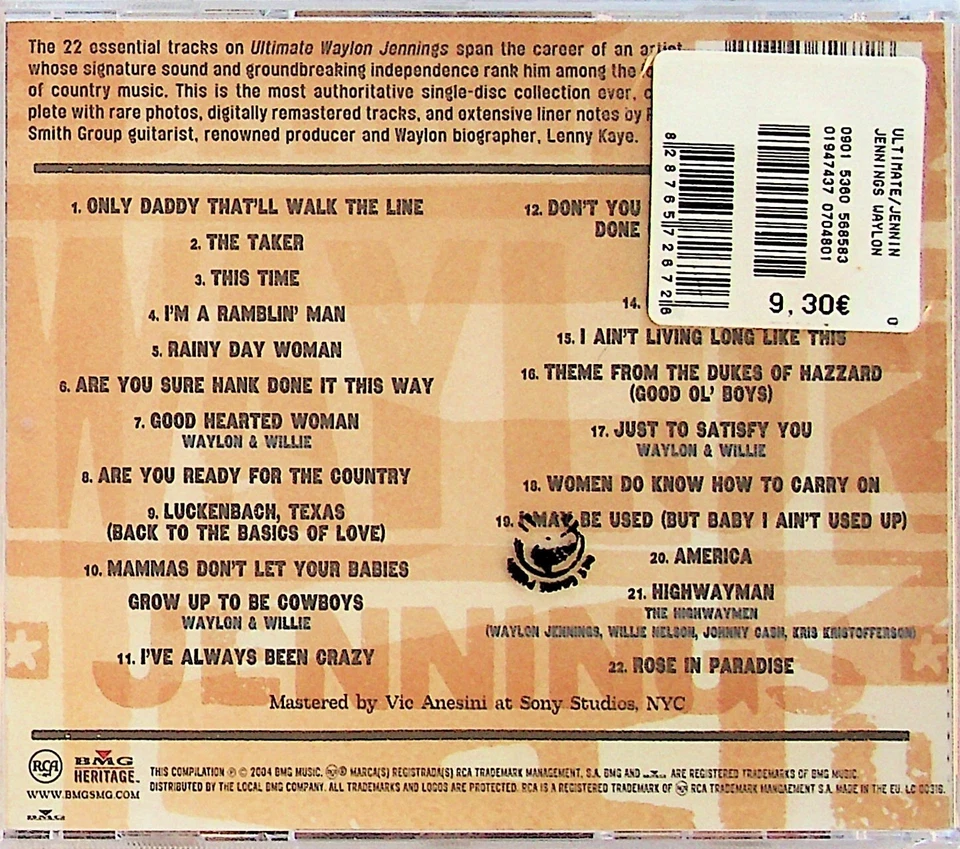 The 22 essential tracks on Ultimate Waylon Jennings span the career of an artist
whose signature sound and groundbreaking independence rank him among the
of country music. This is the most authoritative single-disc collection ever,
plete with rare photos, digitally remastered tracks, and extensive liner notes by
Smith Group guitarist, renowned producer and Waylon biographer, Lenny Kaye.
1. ONLY DADDY THAT'LL WALK THE LINE
2. THE TAKER
3. THIS TIME
4. I'M A RAMBLIN' MAN
5. RAINY DAY WOMAN
6. ARE YOU SURE HANK DONE IT THIS WAY
7. GOOD HEARTED WOMAN
WAYLON & WILLIE
8. ARE YOU READY FOR THE COUNTRY
9. LUCKENBACH, TEXAS
(BACK TO THE BASICS OF LOVE)
10. MAMMAS DON'T LET YOUR BABIES
GROW UP TO BE COWBOYS
WAYLON & WILLIE
11. I'VE ALWAYS BEEN CRAZY
12. DON'T YOU
DONE
14.
15. I AIN'T LIVING LONG LIKE THIS
16. THEME FROM THE DUKES OF HAZZARD
(GOOD OL' BOYS)
17. JUST TO SATISFY YOU
WAYLON & WILLIE
18. WOMEN DO KNOW HOW TO CARRY ON
19. I MAY BE USED (BUT BABY I AIN'T USED UP)
20. AMERICA
21. HIGHWAYMAN
THE HIGHWAYMEN
(WAYLON JENNINGS, WILLIE NELSON, JOHNNY CASH, KRIS KRISTOFFERSON)
22. ROSE IN PARADISE
Mastered by Vic Anesini at Sony Studios, NYC
ULTIMATE/JENNIN
JENNINGS WAYLON
0901 5360 568583
01947437 0704801
8 28765 72672 8
9,30€
0
WAYLON
JENNINGS
RCA
BMG
HERITAGE.
WWW.BMGSMG.COM
BMG
THIS COMPILATION ℗ © 2004 BMG MUSIC. ® MARCA(S) REGISTRADA(S) RCA TRADEMARK MANAGEMENT, S.A. BMG AND BMG ARE REGISTERED TRADEMARKS OF BMG MUSIC.
DISTRIBUTED BY THE LOCAL BMG COMPANY. ALL TRADEMARKS AND LOGOS ARE PROTECTED. RCA IS A REGISTERED TRADEMARK OF RCA TRADEMARK MANGAEMENT S.A. MADE IN THE EU. LC 00316.